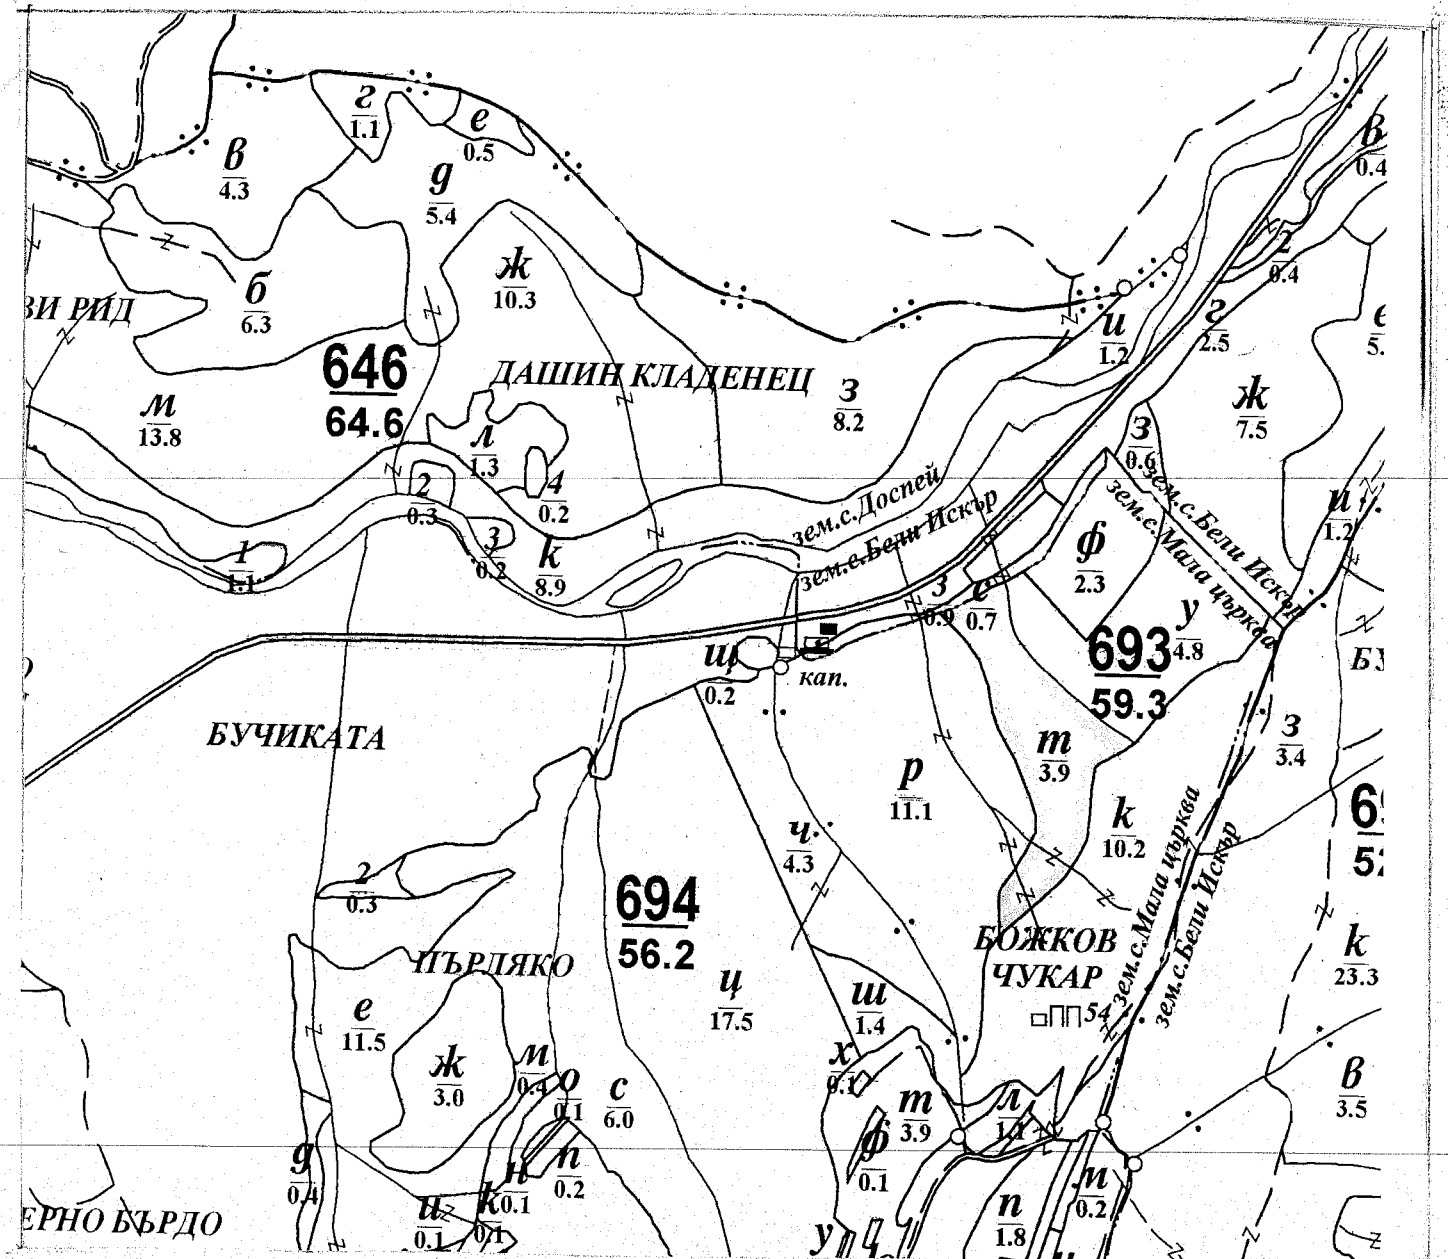 г
1.1
е
0.5
в
4.3
д
5.4
в
0.4
2
0.4
б
6.3
ж
10.3
и
1.2
г
2.5
е
5.
ВИ РИД
646
64.6
ДАШИН КЛАДЕНЕЦ
з
8.2
ж
7.5
м
13.8
л
1.3
з
0.6
2
0.3
4
0.2
зем.с.Доспей
зем.с.Бели Искър
зем.с.Бели Искър
зем.с.Мала църква
и
1.2
1
1.1
3
0.2
к
8.9
ф
2.3
3
0.9
с
0.7
у
4.8
693
59.3
щ
0.2
кап.
БУ
БУЧИКАТА
т
3.9
з
3.4
р
11.1
к
10.2
ч
4.3
2
0.3
694
56.2
зем.с.Мала църква
зем.с.Бели Искър
БОЖКОВ
ЧУКАР
ПП 54
к
23.3
ПЪРДЯКО
е
11.5
ц
17.5
ш
1.4
ж
3.0
м
0.4
о
0.1
с
6.0
х
0.1
т
3.9
л
1.1
в
3.5
д
0.4
н
0.1
п
0.2
ф
0.1
м
0.2
и
0.1
к
0.1
п
1.8
у
ЕРНО БЪРДО